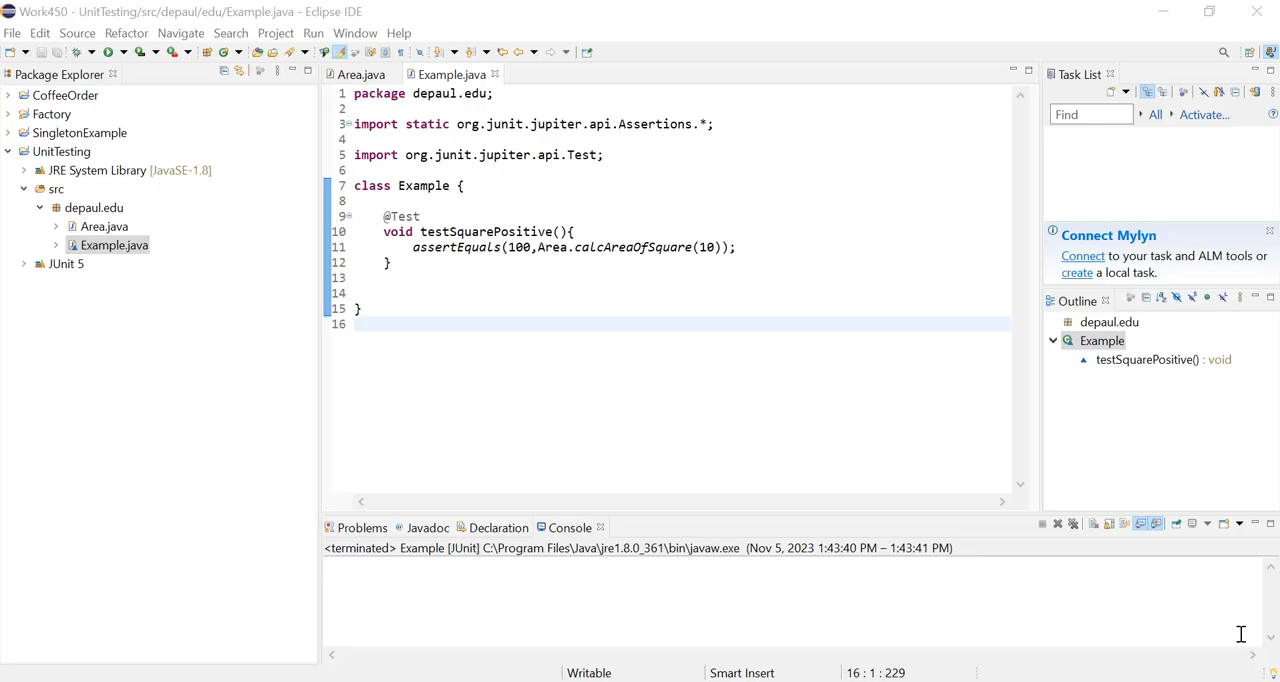 Work450 - UnitTesting/src/depaul/edu/Example.java - Eclipse IDE
File Edit Source Refactor Navigate Search Project Run Window Help
Package Explorer
CoffeeOrder
Factory
SingletonExample
UnitTesting
JRE System Library [JavaSE-1.8]
src
depaul.edu
Area.java
Example.java
JUnit 5
Area.java Example.java
1 package depaul.edu;
2
3 import static org.junit.jupiter.api.Assertions.*;
4
5 import org.junit.jupiter.api.Test;
6
7 class Example {
8
9 @Test
10 void testSquarePositive(){
11 assertEquals(100,Area.calcAreaOfSquare(10));
12 }
13
14
15 }
16
Task List
Find All Activate...
Connect Mylyn
Connect to your task and ALM tools or
create a local task.
Outline
depaul.edu
Example
testSquarePositive() : void
Problems Javadoc Declaration Console
<terminated> Example [JUnit] C:\Program Files\Java\jre1.8.0_361\bin\javaw.exe (Nov 5, 2023 1:43:40 PM – 1:43:41 PM)
Writable Smart Insert 16 : 1 : 229